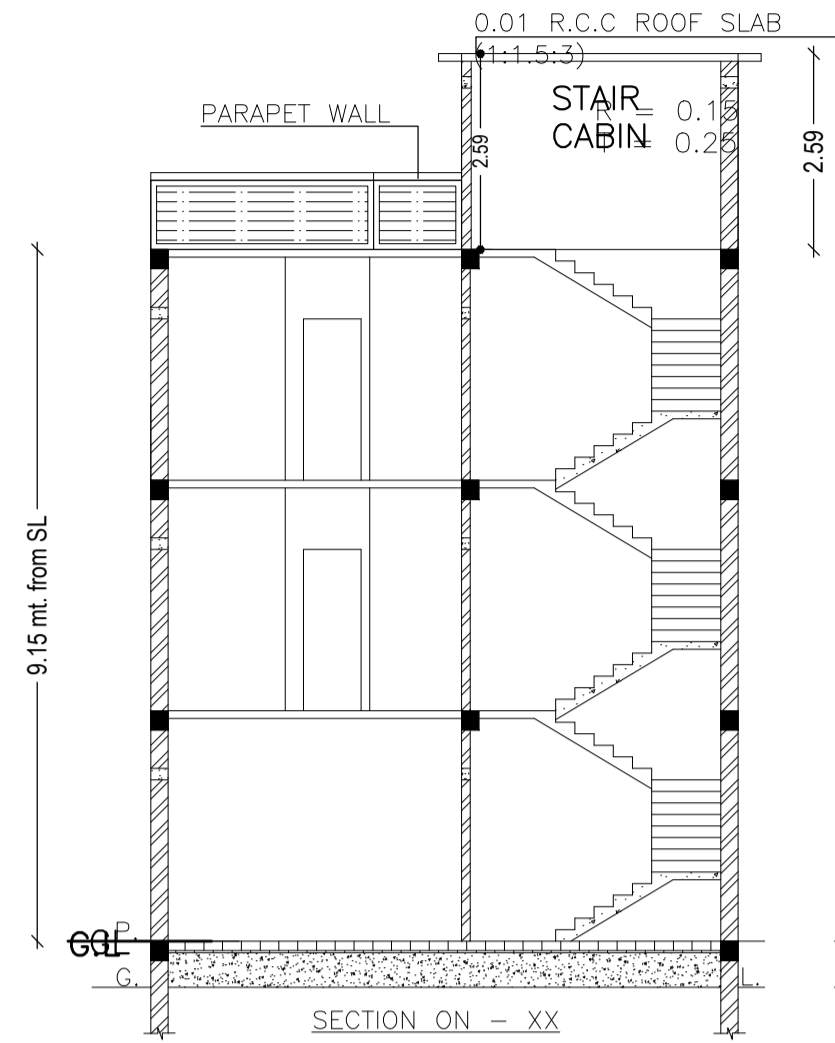 0.01 R.C.C ROOF SLAB
(1:1.5:3)
STAIR
CABIN
R = 0.15
T = 0.25
PARAPET WALL
2.59
2.59
9.15 mt. from SL
P.
G.
L.
SECTION ON - XX